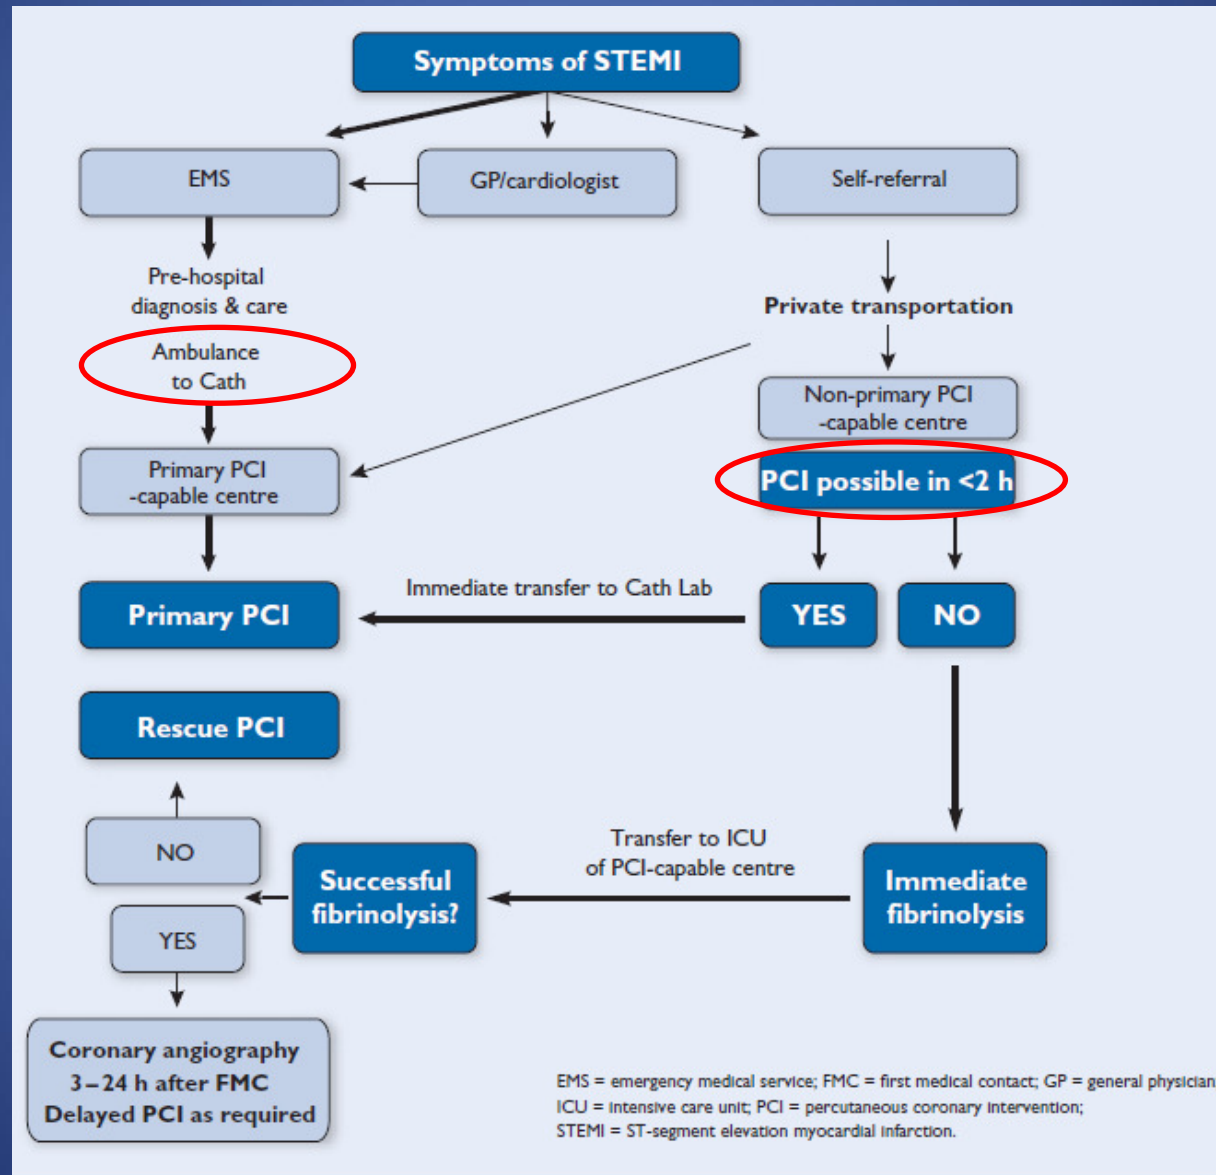 Symptoms of STEMI
EMS
GP/cardiologist
Self-referral
Pre-hospital
diagnosis & care
Ambulance
to Cath
Private transportation
Non-primary PCI
-capable centre
Primary PCI
-capable centre
PCI possible in <2 h
Immediate transfer to Cath Lab
Primary PCI
YES
NO
Rescue PCI
NO
Transfer to ICU
of PCI-capable centre
Successful
fibrinolysis?
Immediate
fibrinolysis
YES
Coronary angiography
3–24 h after FMC
Delayed PCI as required
EMS = emergency medical service; FMC = first medical contact; GP = general physician
ICU = intensive care unit; PCI = percutaneous coronary intervention;
STEMI = ST-segment elevation myocardial infarction.